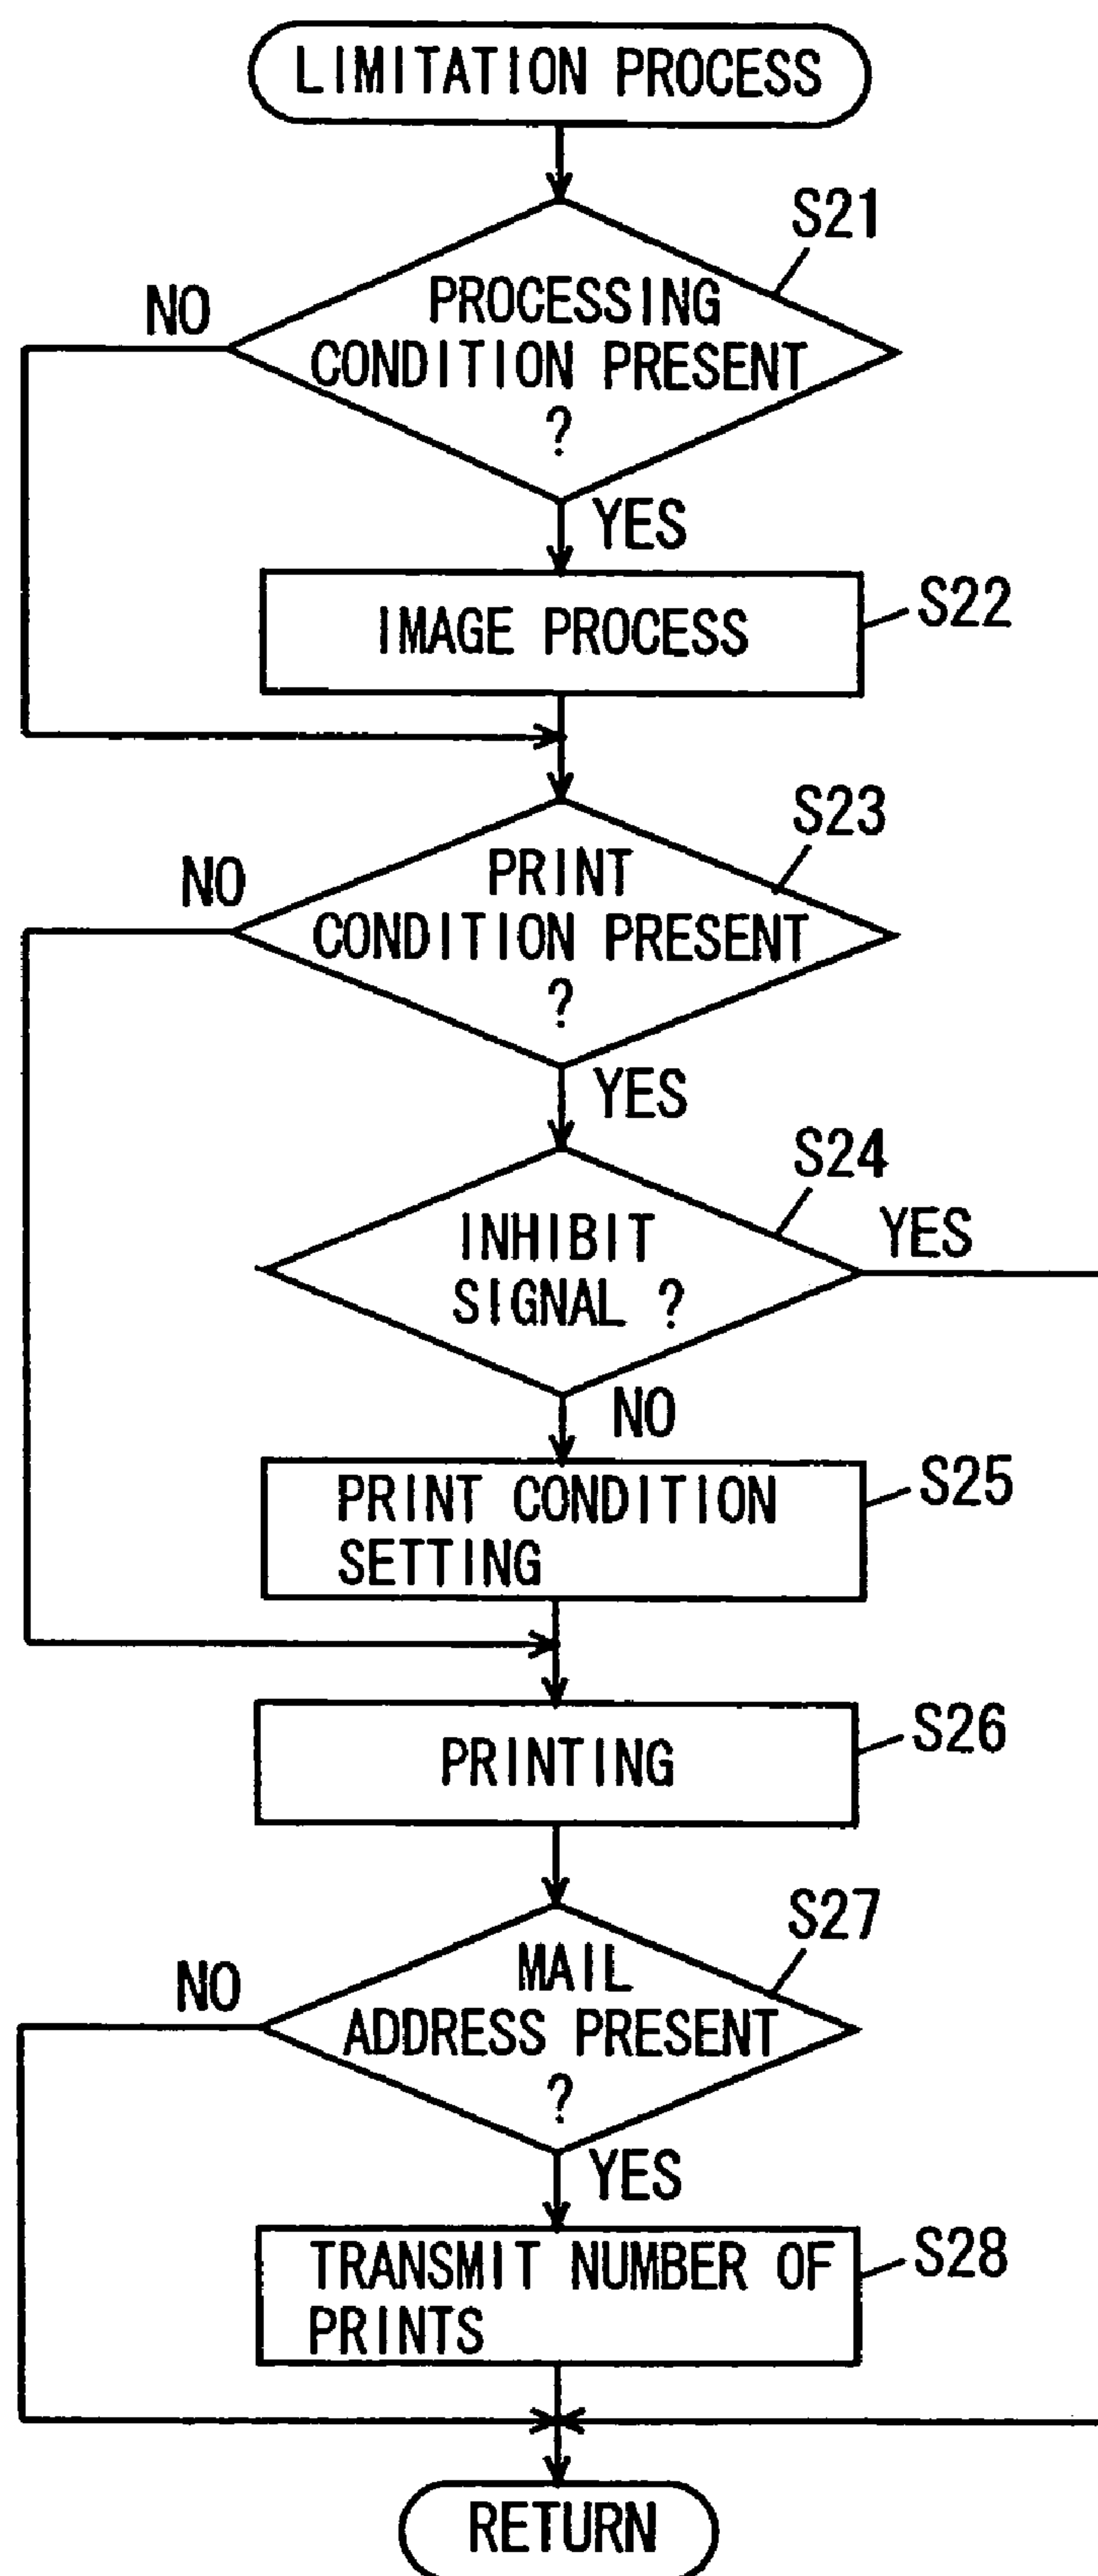 LIMITATION PROCESS
S21
NO
PROCESSING
CONDITION PRESENT
?
YES
IMAGE PROCESS
S22
S23
NO
PRINT
CONDITION PRESENT
?
YES
S24
INHIBIT
SIGNAL ?
YES
NO
PRINT CONDITION
SETTING
S25
PRINTING
S26
S27
NO
MAIL
ADDRESS PRESENT
?
YES
TRANSMIT NUMBER OF
PRINTS
S28
RETURN